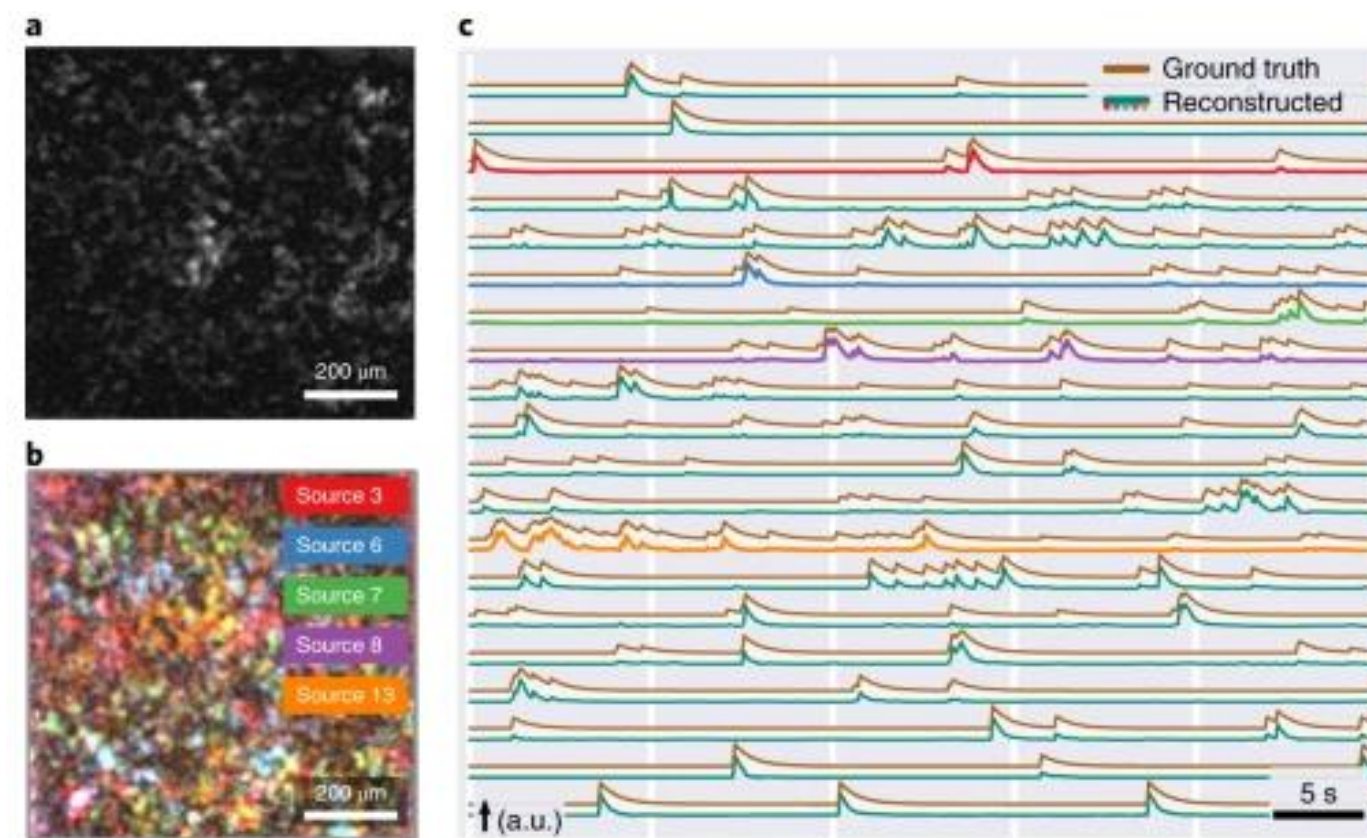 a
200 μm
b
Source 3
Source 6
Source 7
Source 8
Source 13
200 μm
c
Ground truth
Reconstructed
(a.u.)
5 s